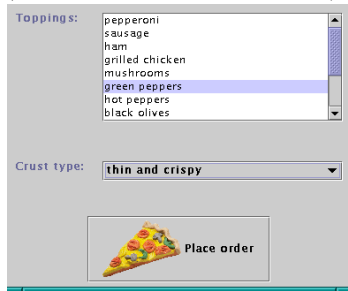 Toppings:
pepperoni
sausage
ham
grilled chicken
mushrooms
green peppers
hot peppers
black olives
Crust type:
thin and crispy
Place order